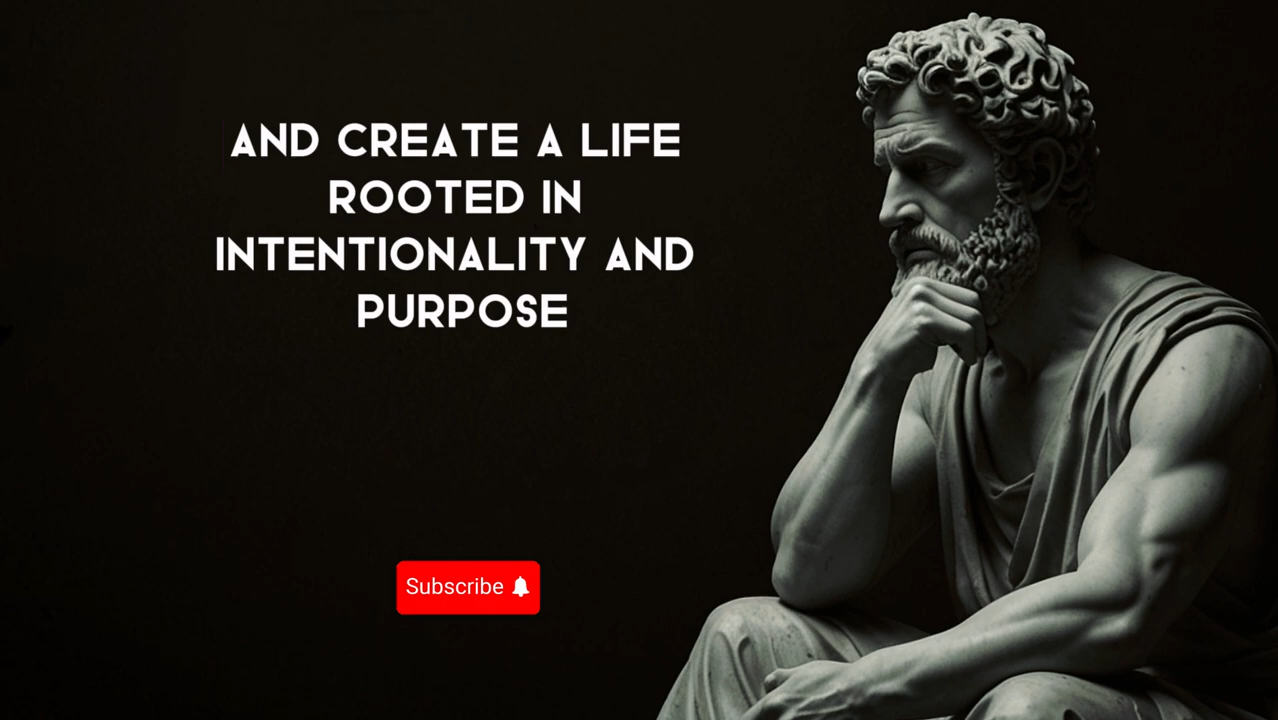 AND CREATE A LIFE
ROOTED IN
INTENTIONALITY AND
PURPOSE
Subscribe